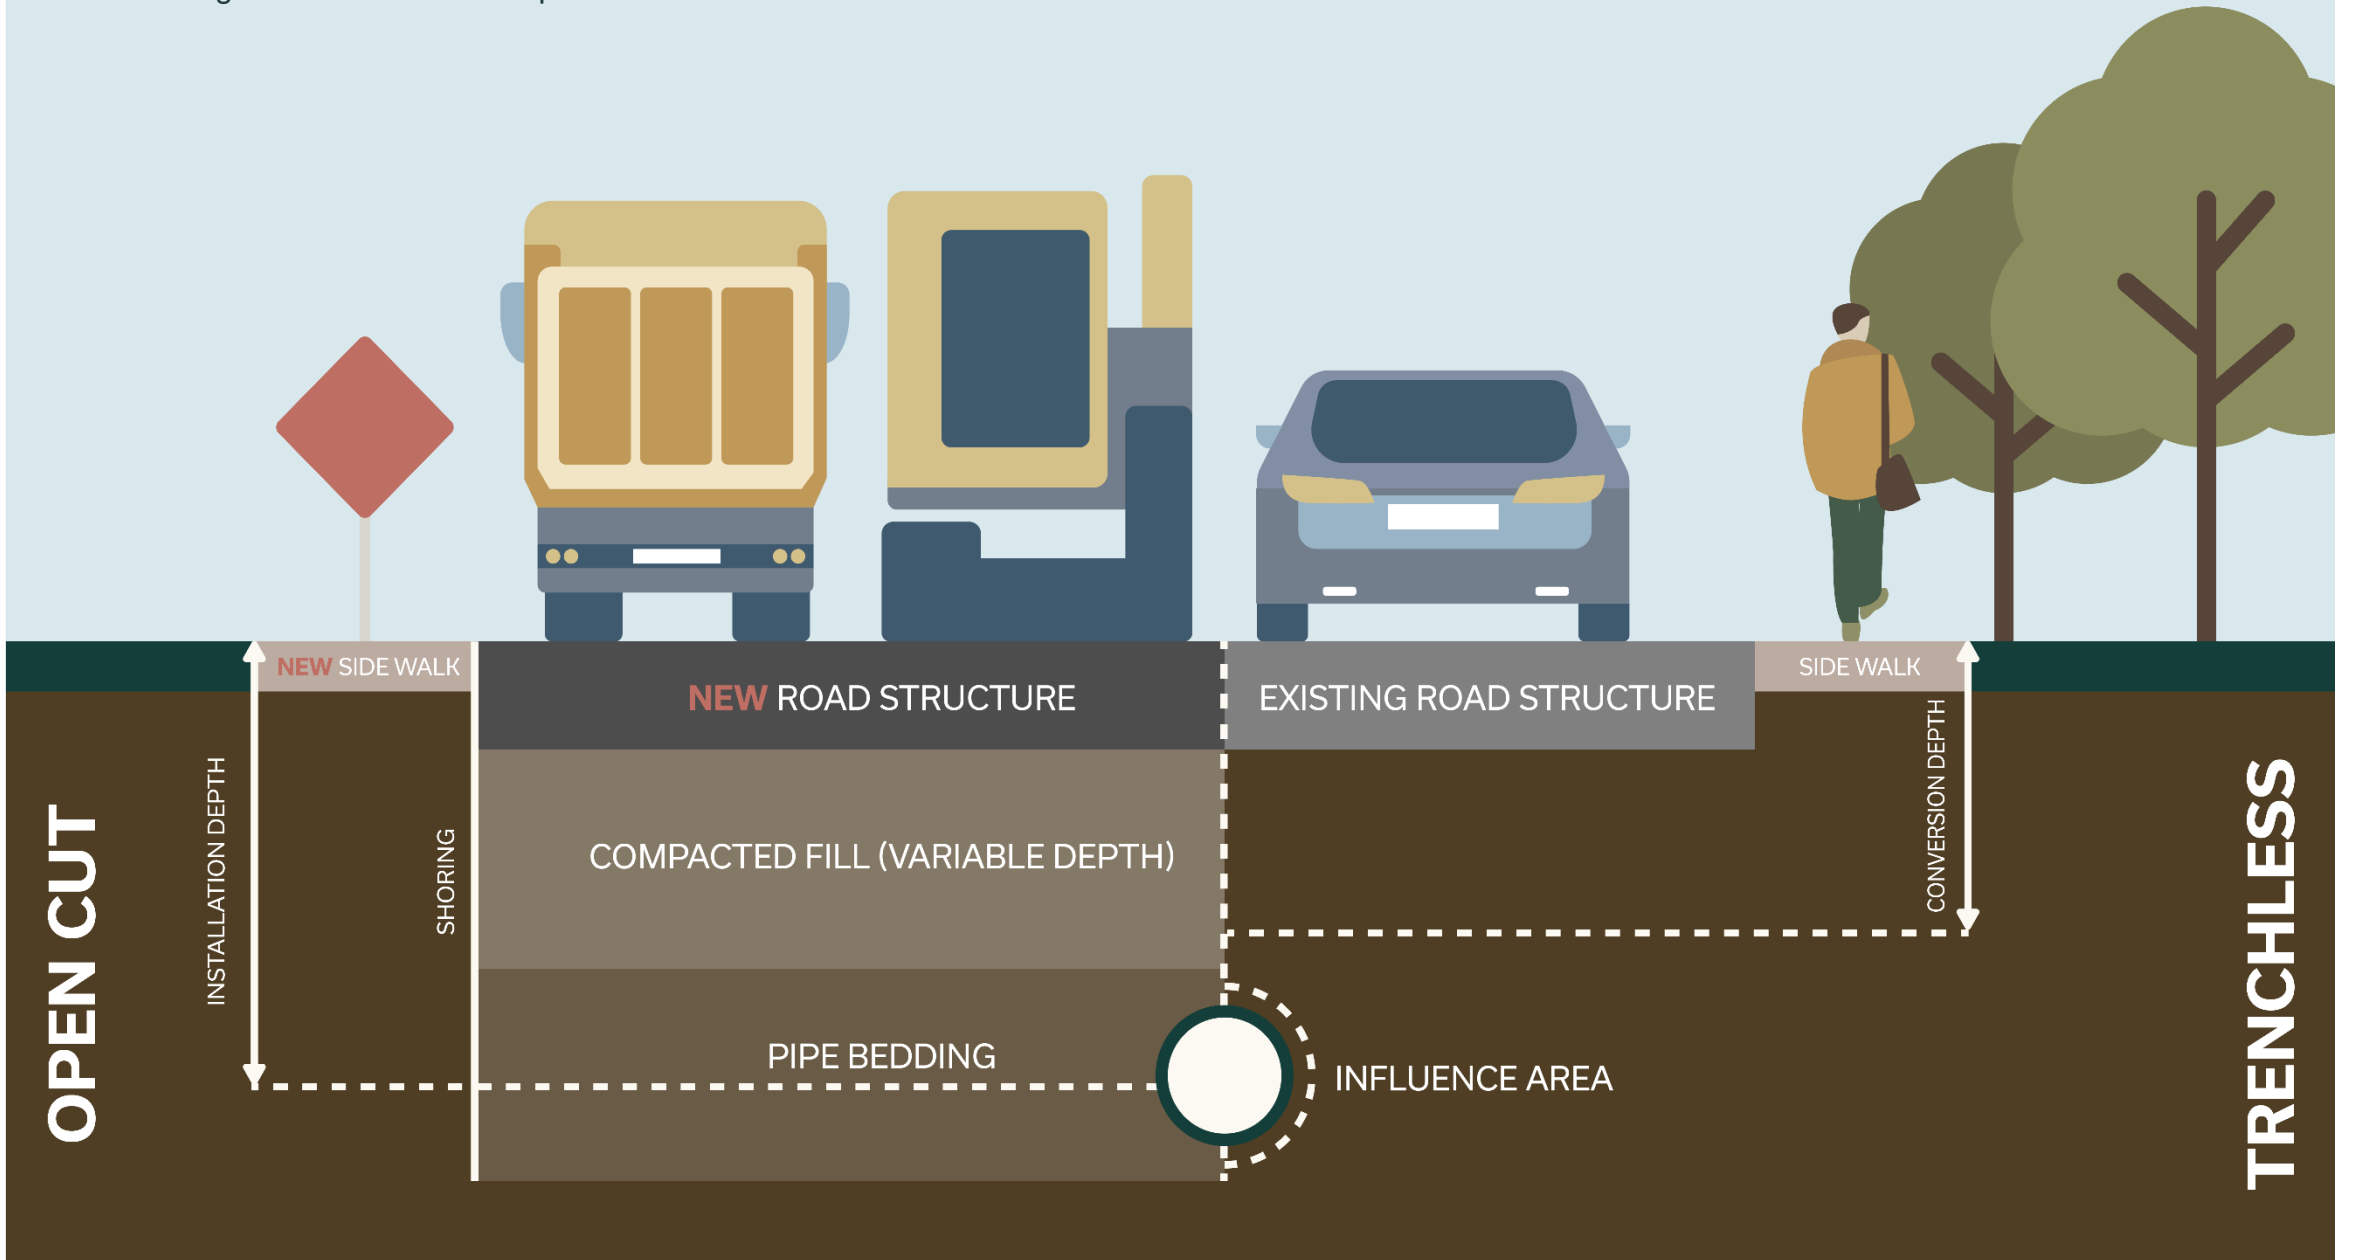 NEW SIDE WALK
NEW ROAD STRUCTURE
EXISTING ROAD STRUCTURE
SIDE WALK
INSTALLATION DEPTH
SHORING
COMPACTED FILL (VARIABLE DEPTH)
CONVERSION DEPTH
OPEN CUT
PIPE BEDDING
INFLUENCE AREA
TRENCHLESS